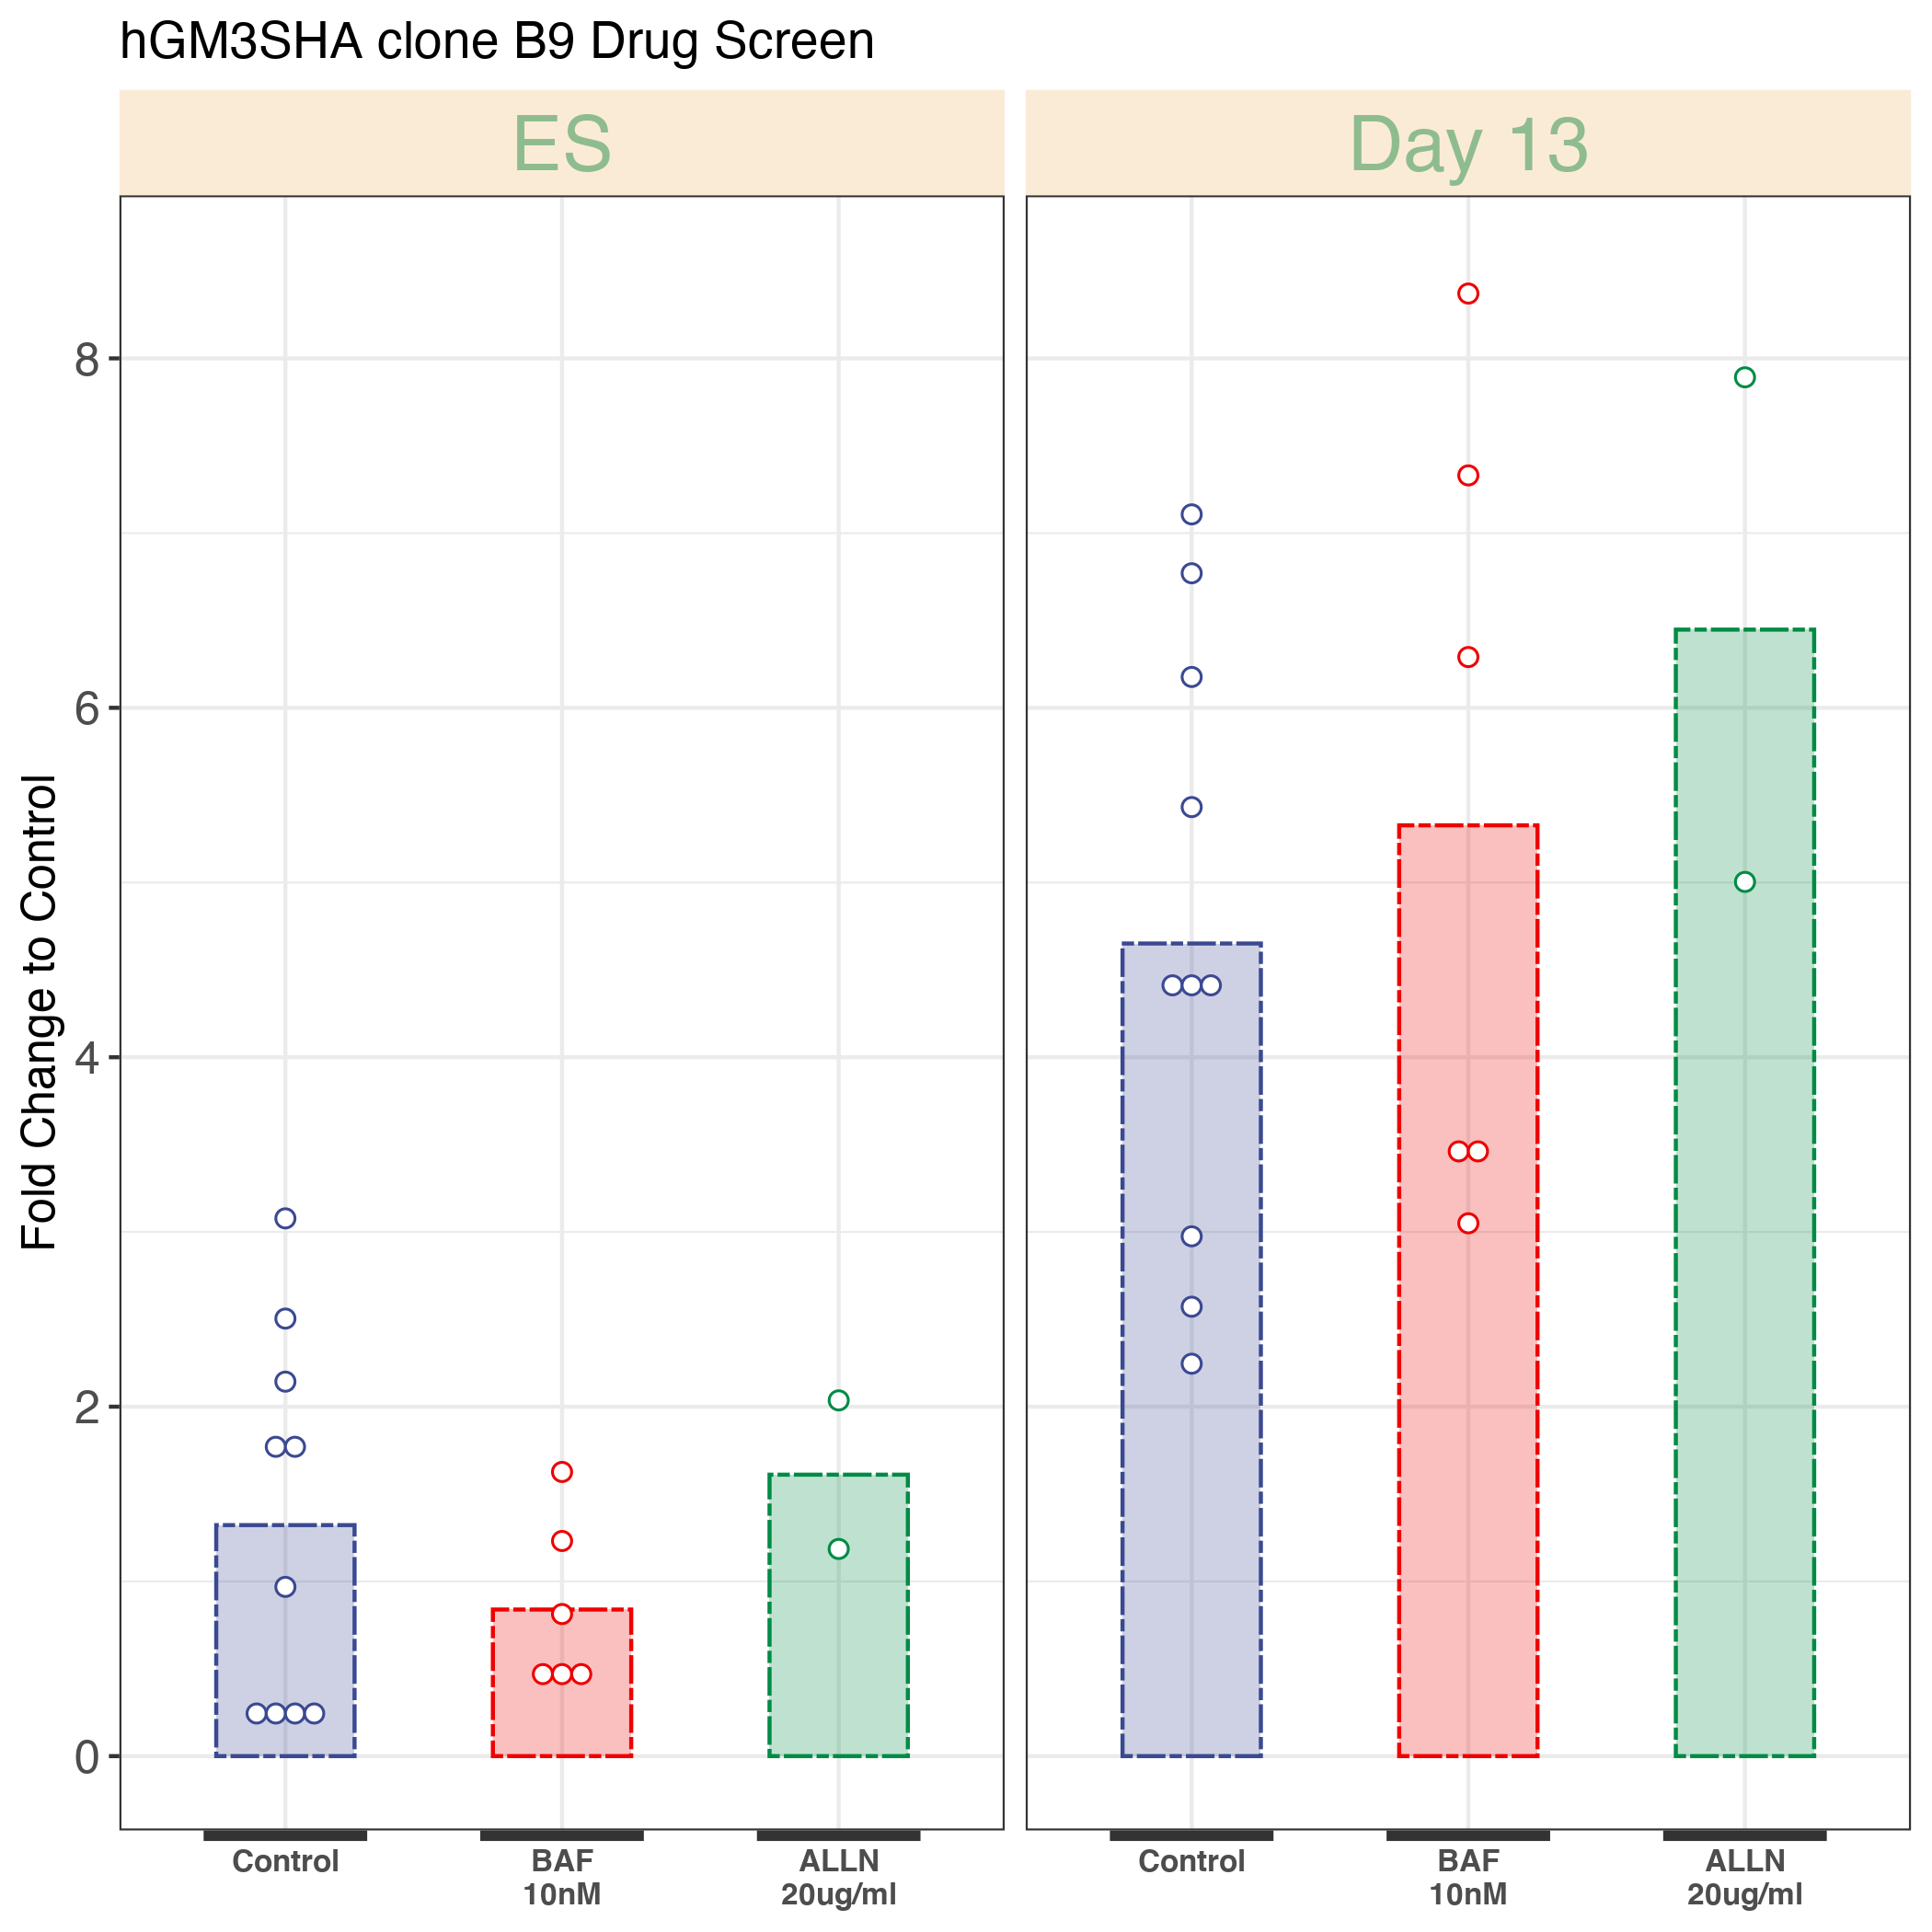 hGM3SHA clone B9 Drug Screen
ES
Day 13
Fold Change to Control
8
6
4
2
0
Control
BAF
10nM
ALLN
20ug/ml
Control
BAF
10nM
ALLN
20ug/ml